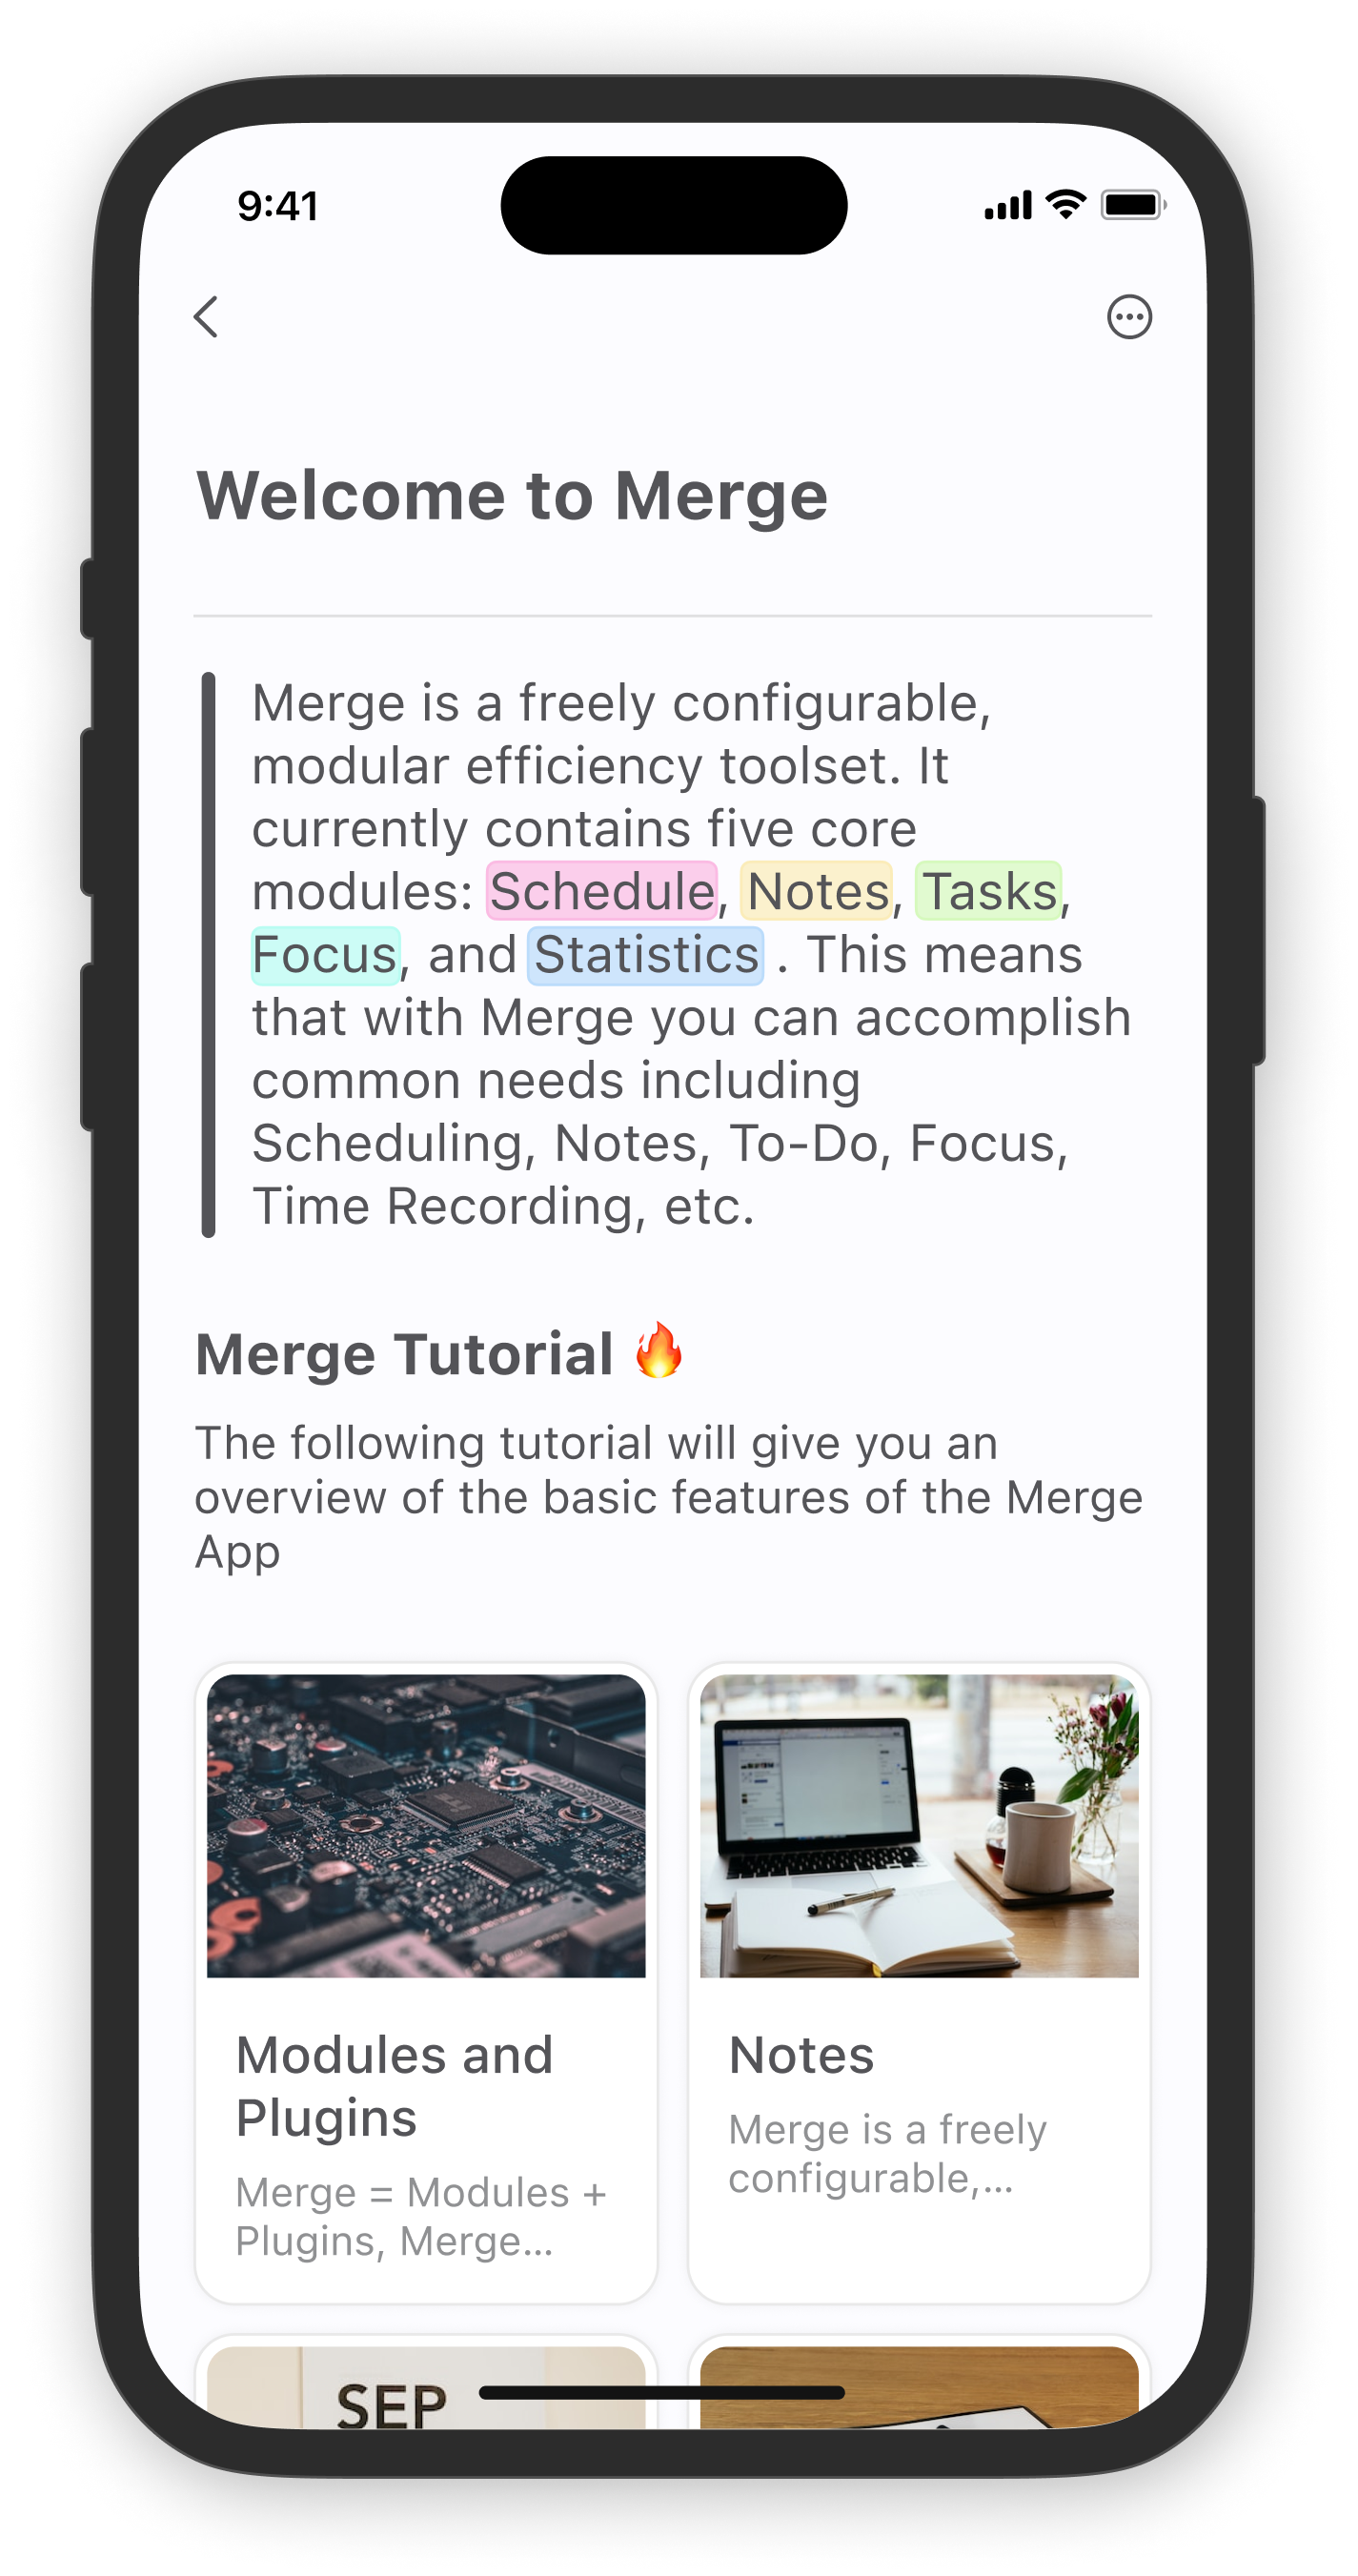 9:41
Welcome to Merge
Merge is a freely configurable,
modular efficiency toolset. It
currently contains five core
modules: Schedule, Notes, Tasks,
Focus, and Statistics . This means
that with Merge you can accomplish
common needs including
Scheduling, Notes, To-Do, Focus,
Time Recording, etc.
Merge Tutorial 🔥
The following tutorial will give you an
overview of the basic features of the Merge
App
Modules and
Plugins
Merge = Modules +
Plugins, Merge...
Notes
Merge is a freely
configurable,...
SEP